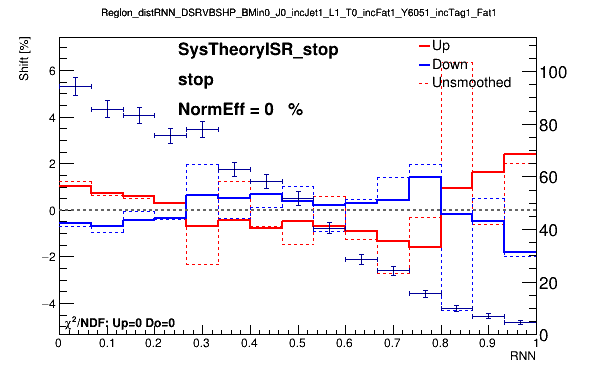 Region_distRNN_DSRVBSHP_BMin0_J0_incJet1_L1_T0_incFat1_Y6051_incTag1_Fat1
Shift [%]
SysTheoryISR_stop
stop
NormEff = 0 %
Up
Down
Unsmoothed
6
4
2
0
−2
−4
100
80
60
40
20
0
χ²/NDF: Up=0 Do=0
0 0.1 0.2 0.3 0.4 0.5 0.6 0.7 0.8 0.9 1
RNN